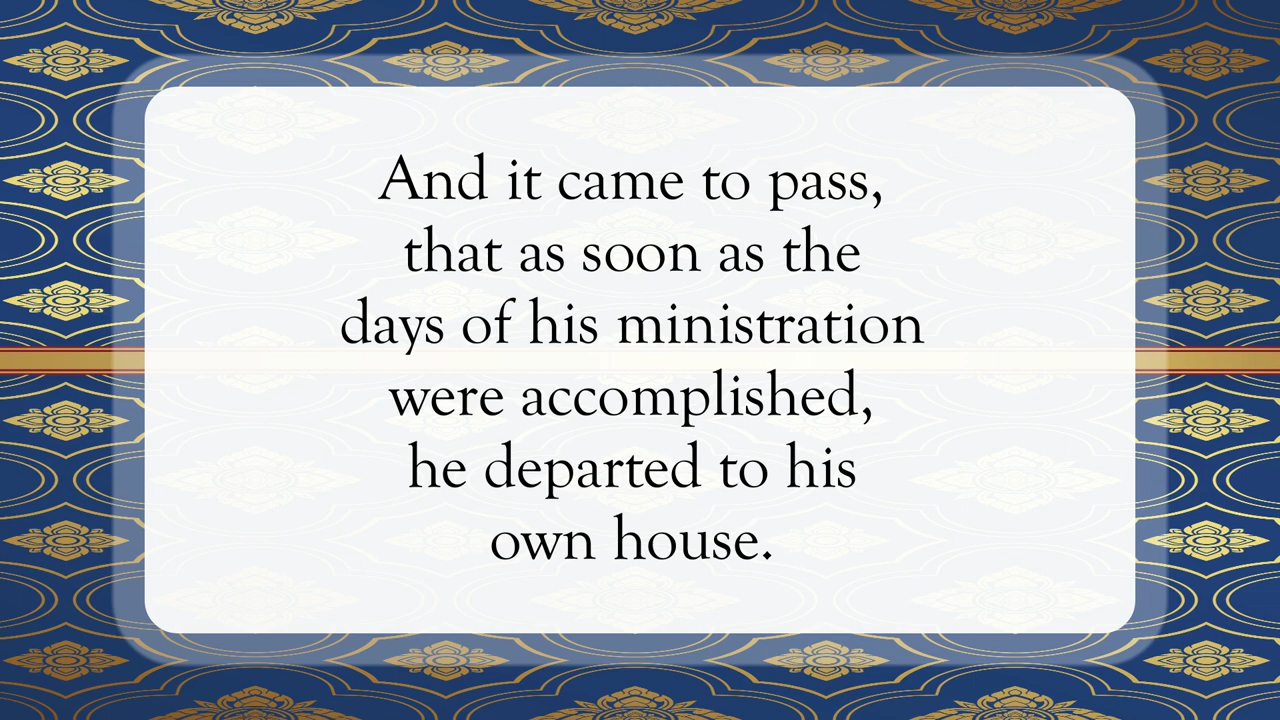 And it came to pass,
that as soon as the
days of his ministration
were accomplished,
he departed to his
own house.